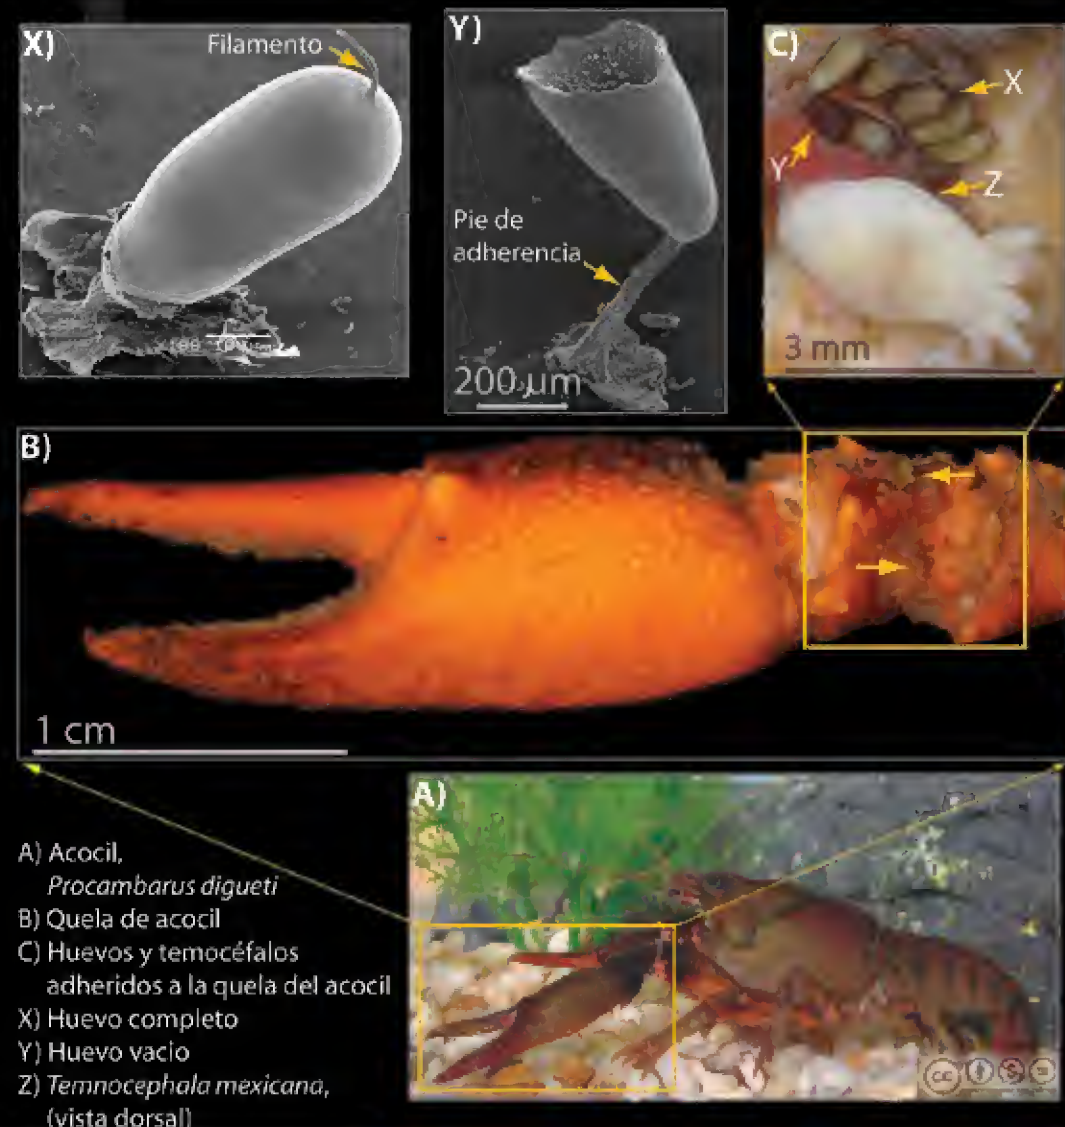 X)
Filamento
Y)
Pie de
adherencia
200 µm
C)
X
Y
Z
3 mm
B)
1 cm
A)
A) Acocil,
Procambarus digueti
B) Quela de acocil
C) Huevos y temocéfalos
adheridos a la quela del acocil
X) Huevo completo
Y) Huevo vacio
Z) Temnocephala mexicana,
(vista dorsal)
cc